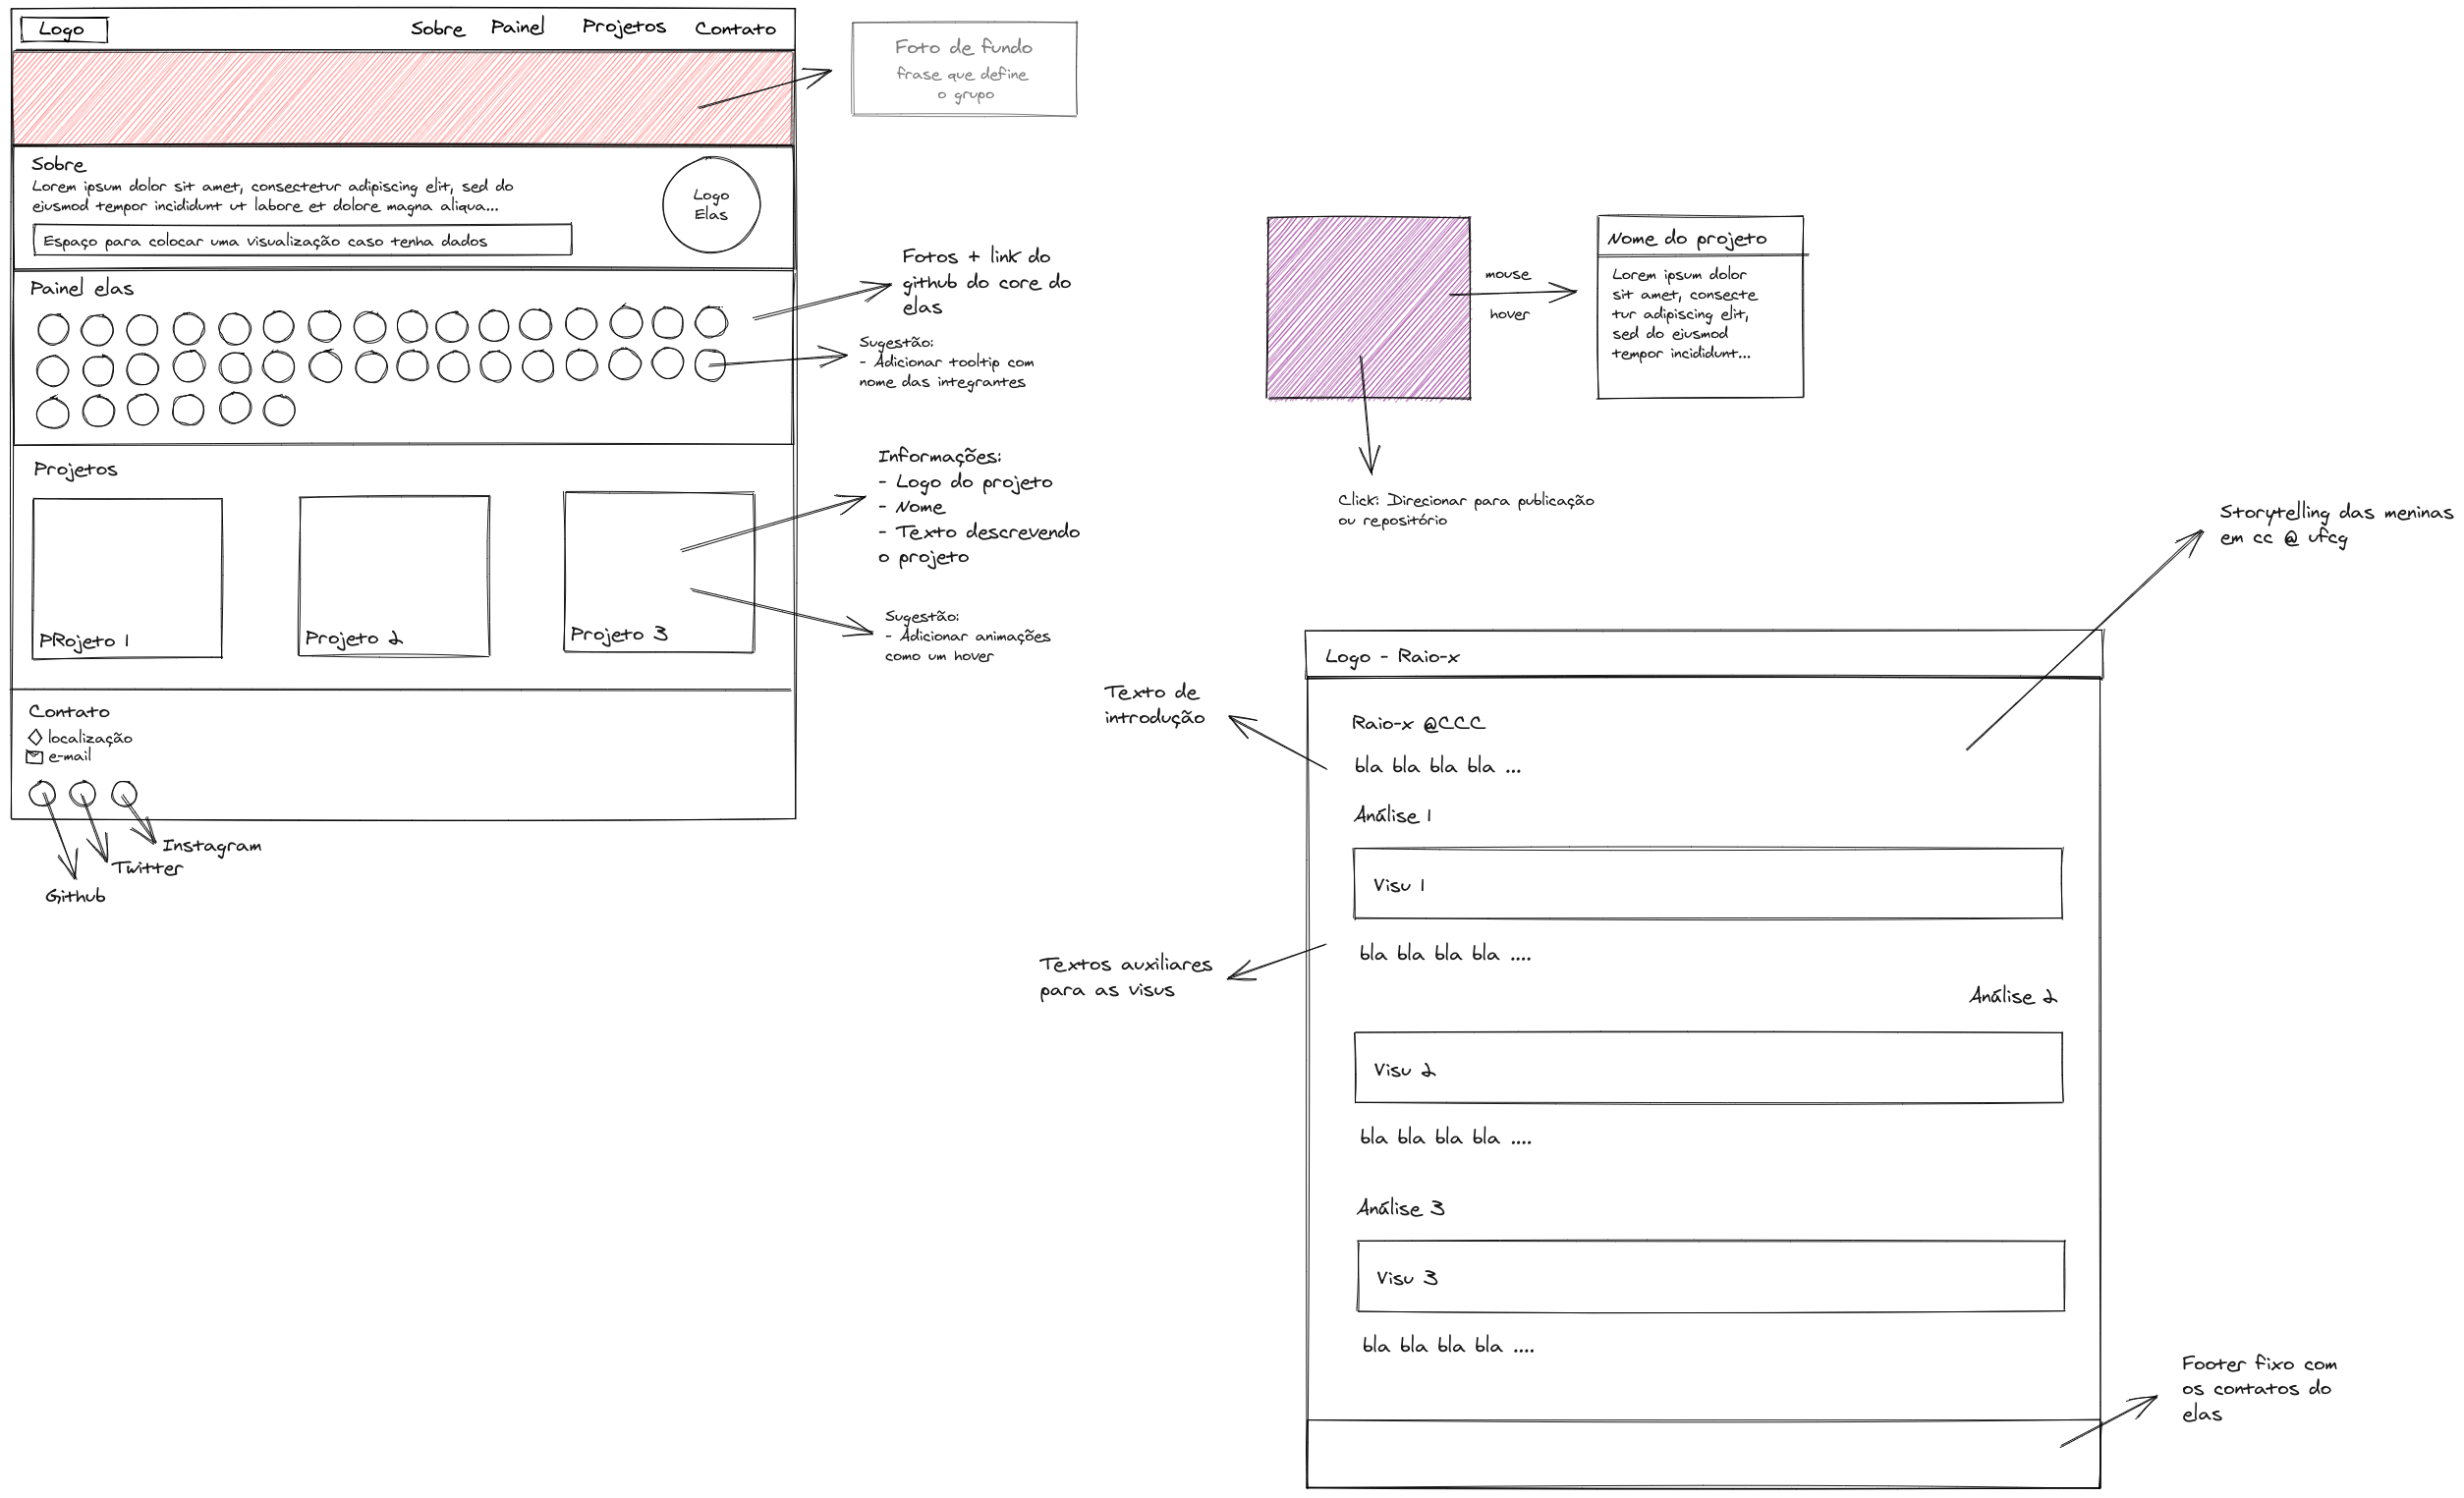 Logo
Sobre Painel Projetos Contato
Foto de fundo
frase que define
o grupo
Sobre
Lorem ipsum dolor sit amet, consectetur adipiscing elit, sed do
eiusmod tempor incididunt ut labore et dolore magna aliqua...
Espaço para colocar uma visualização caso tenha dados
Logo
Elas
Painel elas
Fotos + link do
github do core do
elas
Sugestão:
- Adicionar tooltip com
nome das integrantes
Projetos
PRojeto 1
Projeto 2
Projeto 3
Informações:
- Logo do projeto
- Nome
- Texto descrevendo
o projeto
Sugestão:
- Adicionar animações
como um hover
Contato
localização
e-mail
Instagram
Twitter
Github
mouse
hover
Nome do projeto
Lorem ipsum dolor
sit amet, consecte
tur adipiscing elit,
sed do eiusmod
tempor incididunt...
Click: Direcionar para publicação
ou repositório
Storytelling das meninas
em cc @ ufcg
Logo - Raio-x
Texto de
introdução
Raio-x @CCC
bla bla bla bla ...
Análise 1
Visu 1
bla bla bla bla ....
Textos auxiliares
para as visus
Análise 2
Visu 2
bla bla bla bla ....
Análise 3
Visu 3
bla bla bla bla ....
Footer fixo com
os contatos do
elas